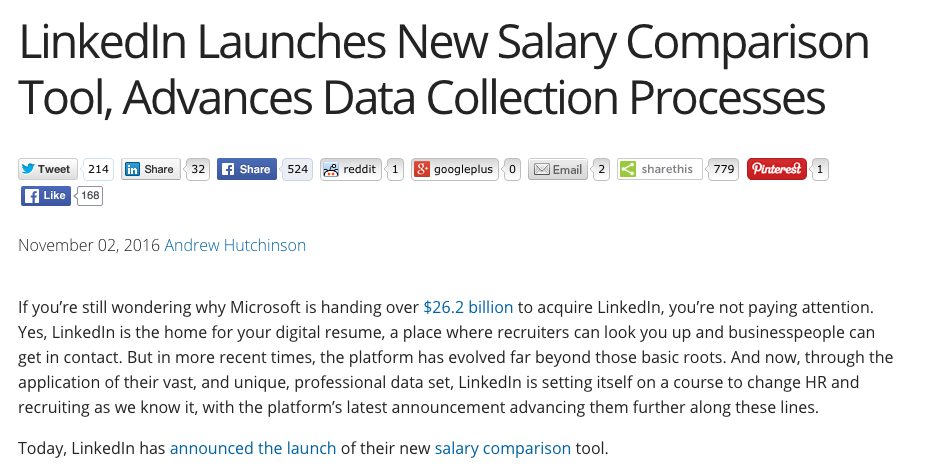 LinkedIn Launches New Salary Comparison
Tool, Advances Data Collection Processes
Tweet 214 in Share 32 f Share 524 reddit 1 g+ googleplus 0 Email 2 sharethis 779 Pinterest 1
f Like 168
November 02, 2016 Andrew Hutchinson
If you’re still wondering why Microsoft is handing over $26.2 billion to acquire LinkedIn, you’re not paying attention.
Yes, LinkedIn is the home for your digital resume, a place where recruiters can look you up and businesspeople can
get in contact. But in more recent times, the platform has evolved far beyond those basic roots. And now, through the
application of their vast, and unique, professional data set, LinkedIn is setting itself on a course to change HR and
recruiting as we know it, with the platform’s latest announcement advancing them further along these lines.
Today, LinkedIn has announced the launch of their new salary comparison tool.